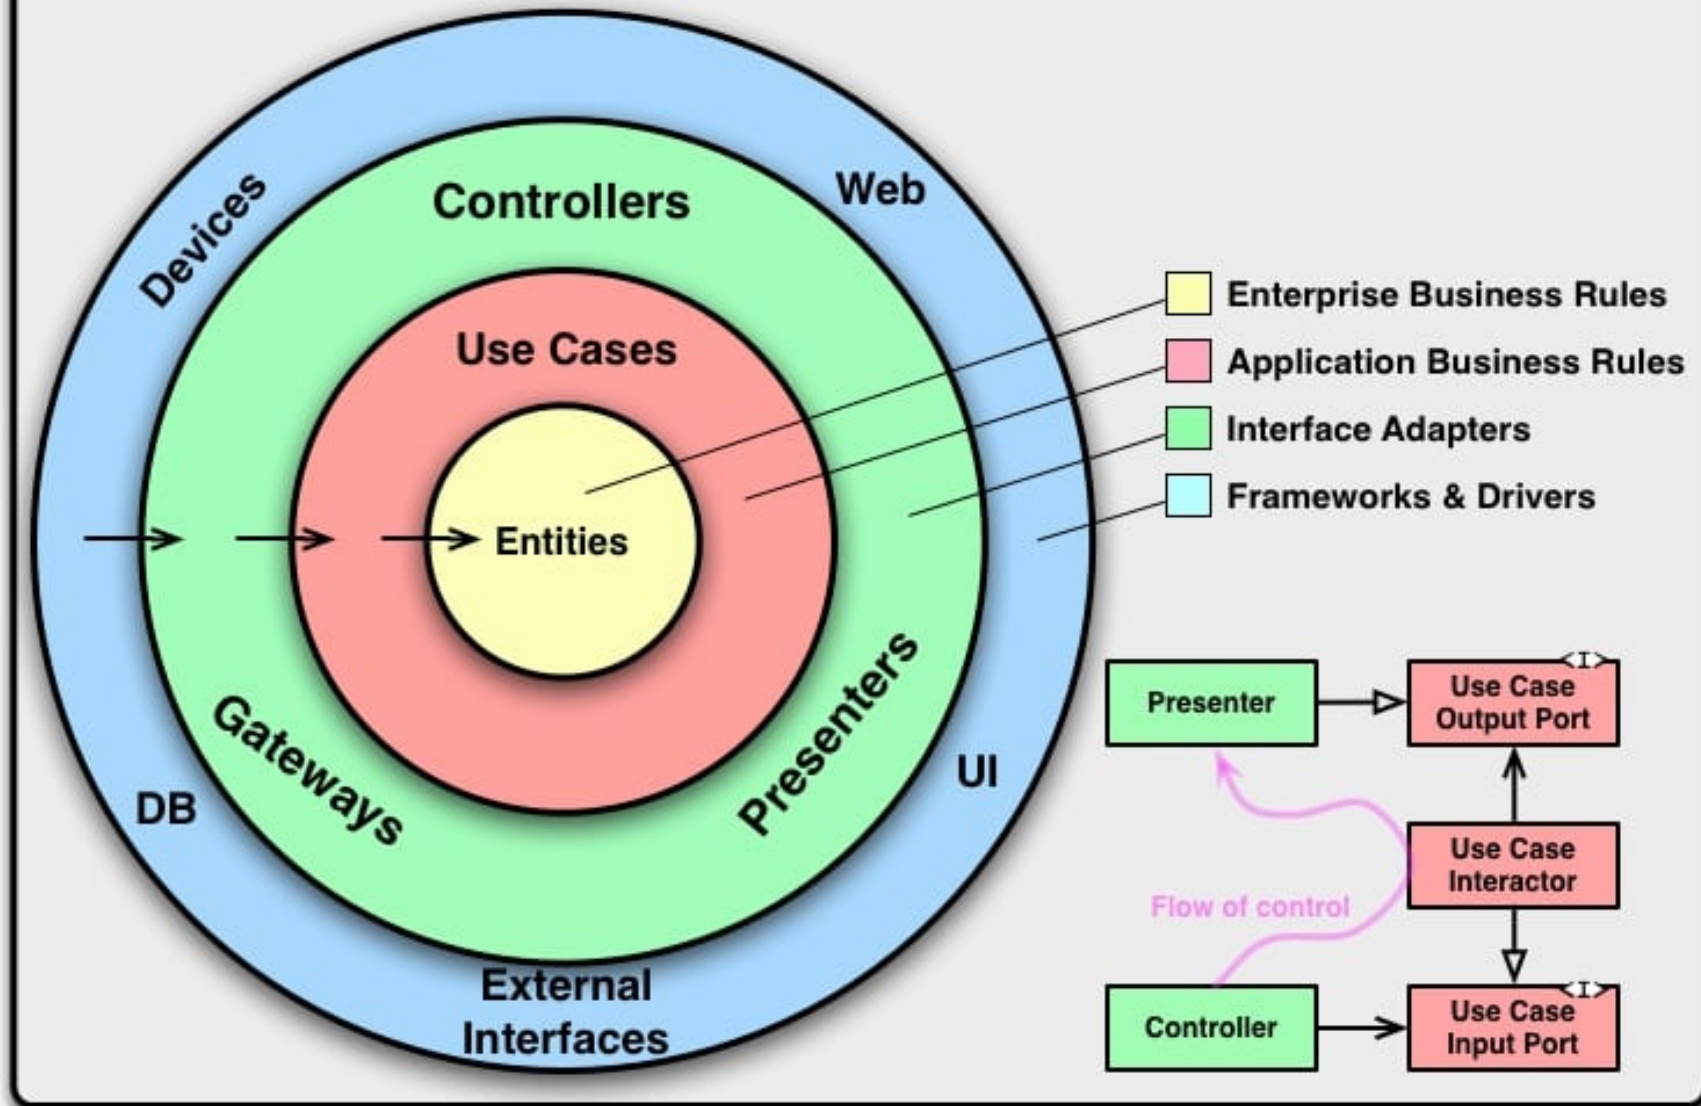 Devices
Controllers
Web
Use Cases
Entities
Gateways
Presenters
DB
UI
External
Interfaces
Enterprise Business Rules
Application Business Rules
Interface Adapters
Frameworks & Drivers
Presenter
<I>
Use Case
Output Port
Use Case
Interactor
Flow of control
Controller
<I>
Use Case
Input Port